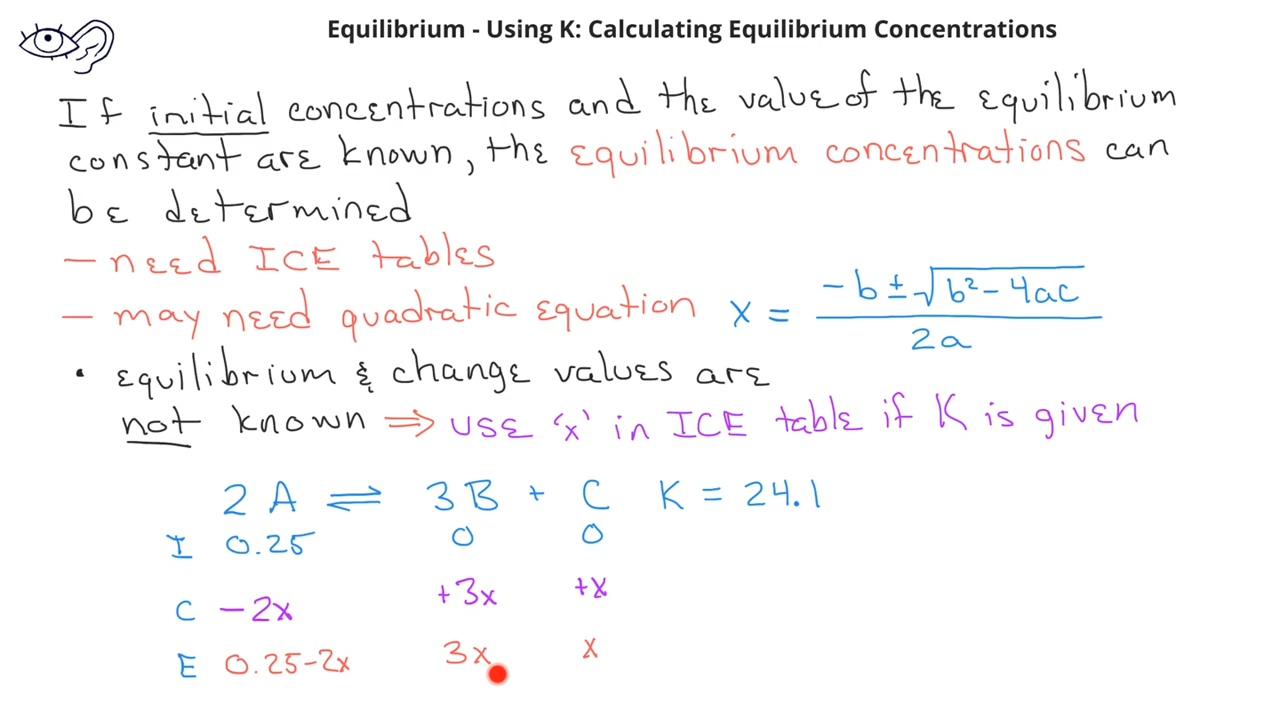 Equilibrium - Using K: Calculating Equilibrium Concentrations
If initial concentrations and the value of the equilibrium
constant are known, the equilibrium concentrations can
be determined
— need ICE tables
— may need quadratic equation x = -b ± √b² - 4ac / 2a
• equilibrium & change values are
not known ⇒ use 'x' in ICE table if K is given
2 A ⇌ 3 B + C K = 24.1
I 0.25 0 0
C -2x +3x +x
E 0.25-2x 3x x